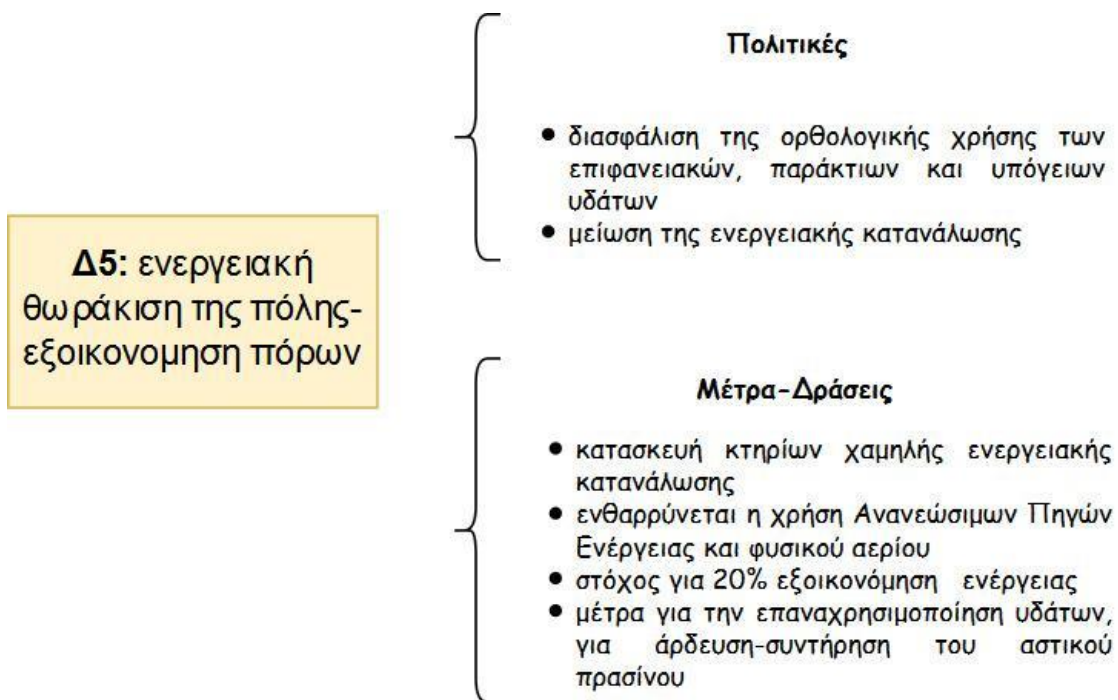 Πολιτικές
● διασφάλιση της ορθολογικής χρήσης των
επιφανειακών, παράκτιων και υπόγειων
υδάτων
● μείωση της ενεργειακής κατανάλωσης
Δ5: ενεργειακή
θωράκιση της πόλης-
εξοικονομηση πόρων
Μέτρα-Δράσεις
● κατασκευή κτηρίων χαμηλής ενεργειακής
κατανάλωσης
● ενθαρρύνεται η χρήση Ανανεώσιμων Πηγών
Ενέργειας και φυσικού αερίου
● στόχος για 20% εξοικονόμηση ενέργειας
● μέτρα για την επαναχρησιμοποίηση υδάτων,
για άρδευση-συντήρηση του αστικού
πρασίνου